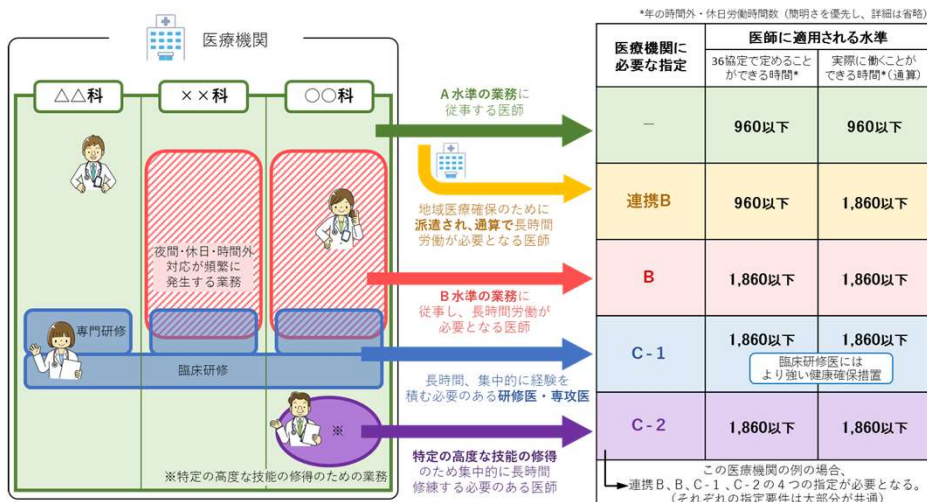 *年の時間外・休日労働時間数（簡明さを優先し、詳細は省略）
医療機関
△△科
××科
○○科
夜間・休日・時間外
対応が頻繁に
発生する業務
専門研修
臨床研修
※
※特定の高度な技能の修得のための業務
A水準の業務に
従事する医師
地域医療確保のために
派遣され、通算で長時間
労働が必要となる医師
B水準の業務に
従事し、長時間労働が
必要となる医師
長時間、集中的に経験を
積む必要のある研修医・専攻医
特定の高度な技能の修得
のため集中的に長時間
修練する必要のある医師
医療機関に
必要な指定
医師に適用される水準
36協定で定めること
ができる時間*
実際に働くことが
できる時間*（通算）
―
960以下
960以下
連携B
960以下
1,860以下
B
1,860以下
1,860以下
C-1
1,860以下
1,860以下
臨床研修医には
より強い健康確保措置
C-2
1,860以下
1,860以下
この医療機関の例の場合、
連携B、B、C-1、C-2の4つの指定が必要となる。
（それぞれの指定要件は大部分が共通）